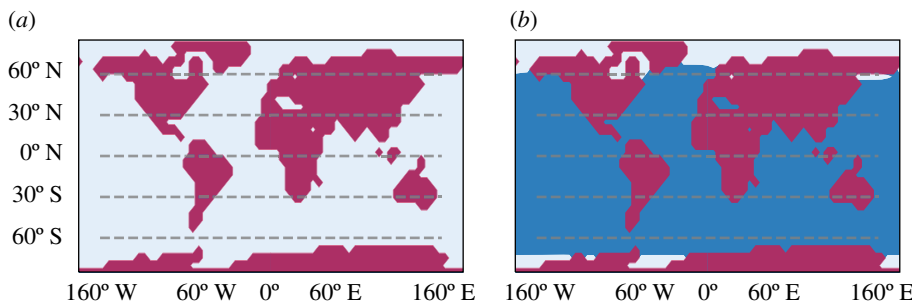 (a)
(b)
60º N
30º N
0º N
30º S
60º S
160º W
60º W
0º
60º E
160º E
160º W
60º W
0º
60º E
160º E